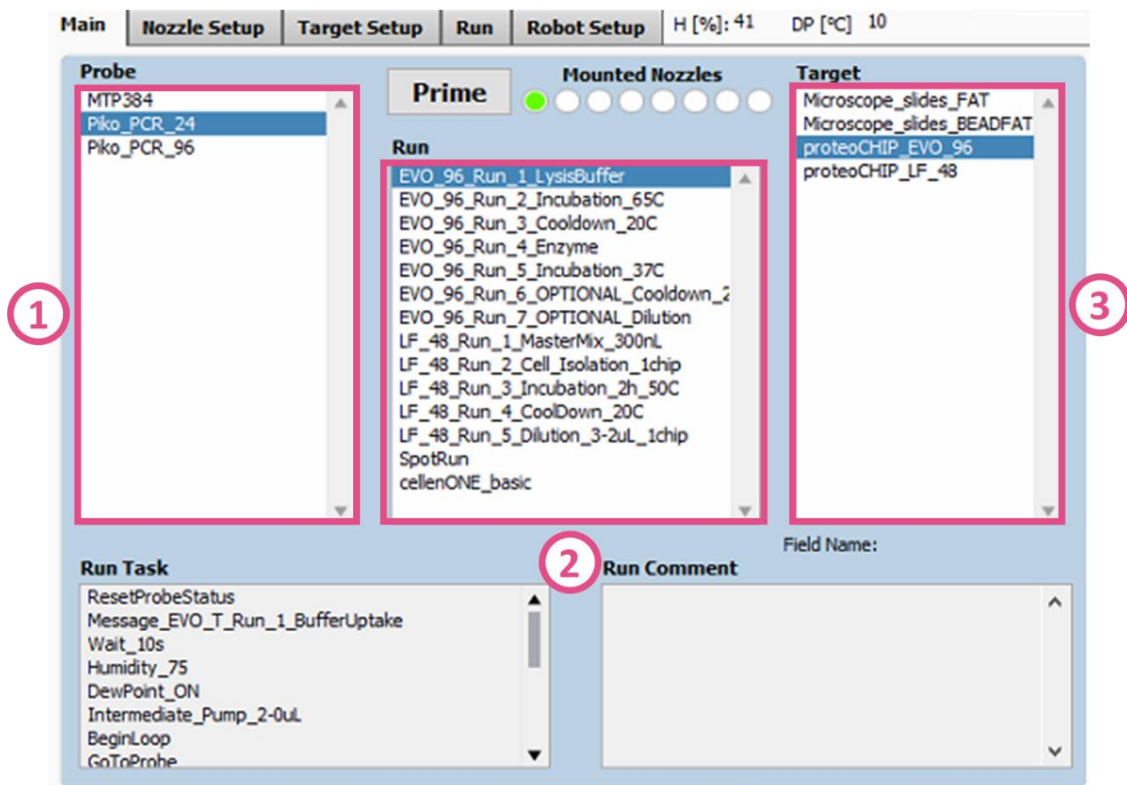 Main Nozzle Setup Target Setup Run Robot Setup H [%]: 41 DP [°C] 10
Probe
MTP384
Piko_PCR_24
Piko_PCR_96
Prime
Mounted Nozzles
Run
EVO_96_Run_1_LysisBuffer
EVO_96_Run_2_Incubation_65C
EVO_96_Run_3_Cooldown_20C
EVO_96_Run_4_Enzyme
EVO_96_Run_5_Incubation_37C
EVO_96_Run_6_OPTIONAL_Cooldown_2
EVO_96_Run_7_OPTIONAL_Dilution
LF_48_Run_1_MasterMix_300nL
LF_48_Run_2_Cell_Isolation_1chip
LF_48_Run_3_Incubation_2h_50C
LF_48_Run_4_CoolDown_20C
LF_48_Run_5_Dilution_3-2uL_1chip
SpotRun
cellenONE_basic
Target
Microscope_slides_FAT
Microscope_slides_BEADFAT
proteoCHIP_EVO_96
proteoCHIP_LF_48
1
2
3
Field Name:
Run Task
ResetProbeStatus
Message_EVO_T_Run_1_BufferUptake
Wait_10s
Humidity_75
DewPoint_ON
Intermediate_Pump_2-0uL
BeginLoop
GoToProbe
Run Comment